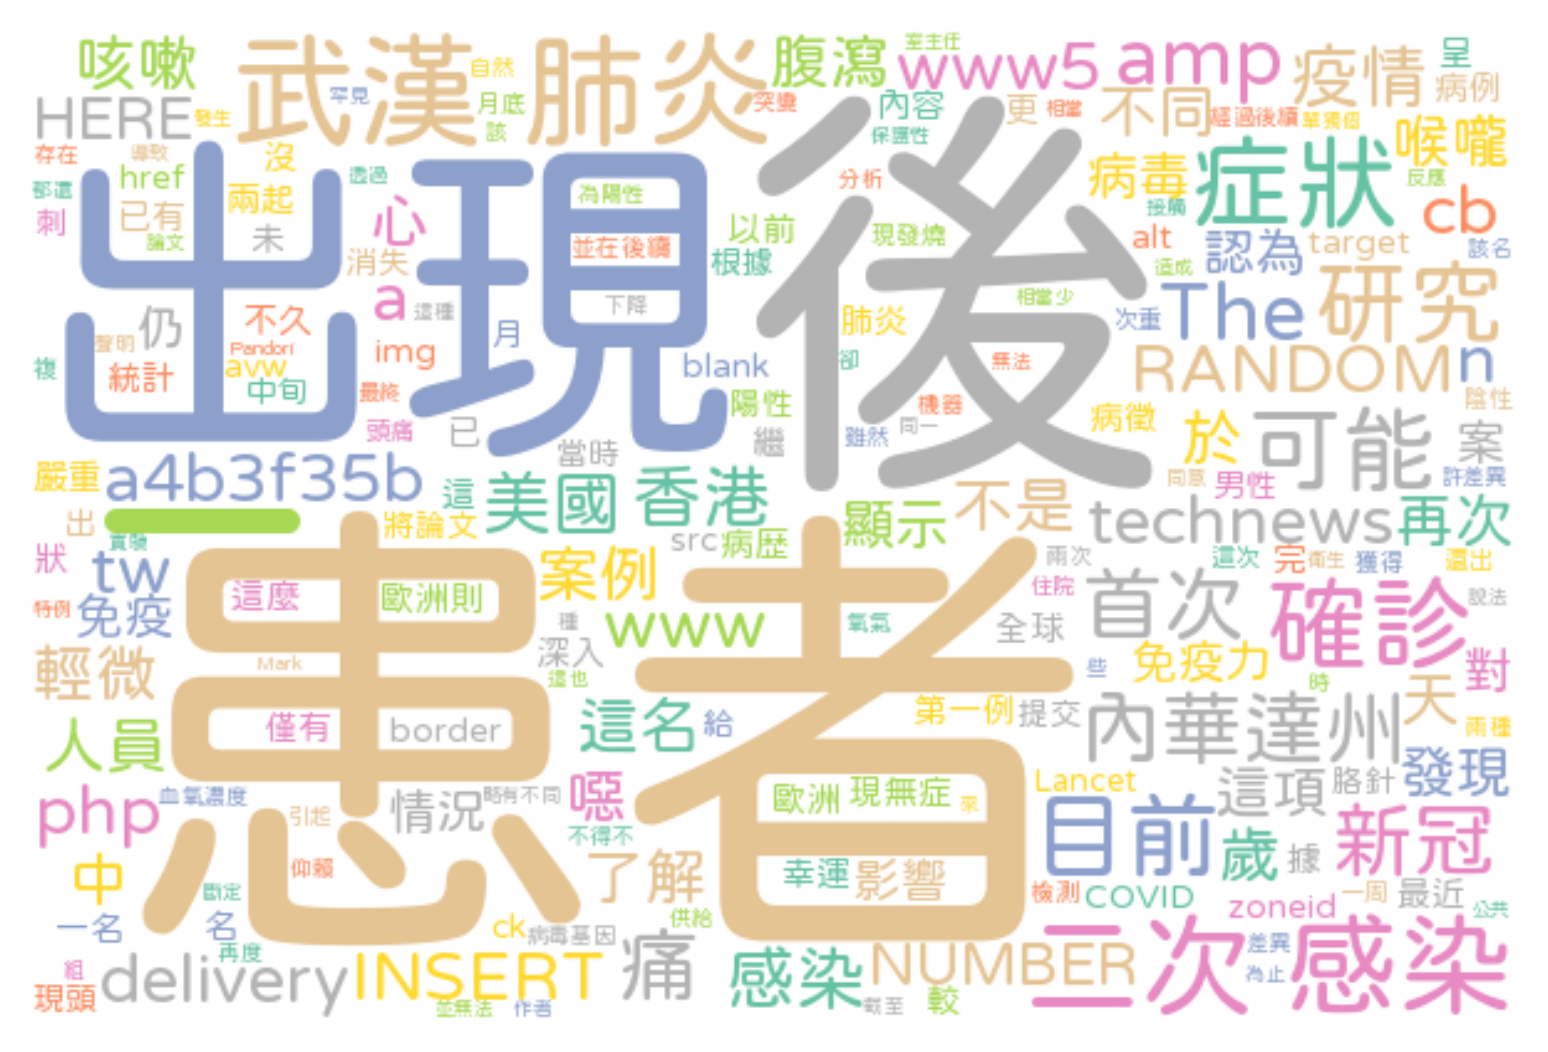 咳嗽
武漢肺炎
自然
罕見
月底
該
突變
腹瀉
室主任
www5
amp
疫情
呈
病例
HERE
發生
內容
保護性
更
相當
不同
經過後續
單獨個
喉嚨
存在
導致
沒
href
透過
兩起
已有
論文
刺
未
心
消失
出現
為陽性
並在後續
下降
後
分析
以前
根據
現發燒
病毒
接觸
症狀
反應
cb
alt
造成
認為
target
該名
仍
聲明
不久
Pandori
avw
統計
中旬
複
a
這種
月
img
最終
頭痛
已
blank
陽性
繼
肺炎
卻
相當少
無法
機器
雖然
同一
次重
The
研究
RANDOM
n
陰性
病徵
於
可能
案
許差異
同意
男性
嚴重
a4b3f35b
當時
這
美國
香港
顯示
不是
technews
再次
出
實驗
將論文
src
病歷
狀
tw
特例
免疫
這麼
歐洲則
案例
www
氧氣
種
深入
這也
兩次
住院
全球
首次
這次
完
衛生
獲得
還出
確診
說法
輕微
Mark
患者
些
免疫力
時
對
天
兩種
人員
僅有
border
這名
給
第一例
提交
內華達州
發現
php
血氧濃度
引起
情況
略有不同
噁
不得不
歐洲
現無症
來
Lancet
這項
胳針
目前
歲
據
新冠
中
仰賴
斷定
了解
幸運
影響
檢測
COVID
zoneid
一周
最近
公共
一名
名
再度
ck
病毒基因
供給
組
現頭
delivery
INSERT
並無法
作者
痛
感染
截至
NUMBER
較
二次感染
差異
為止